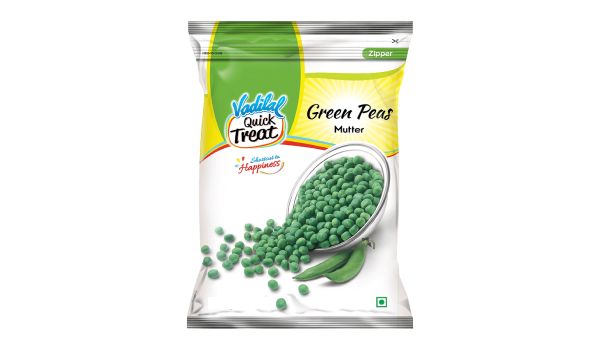 Zipper
Vadilal
Quick
Treat
Shortcut to
Happiness
Green Peas
Mutter